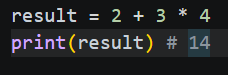 result = 2 + 3 * 4
print(result) # 14